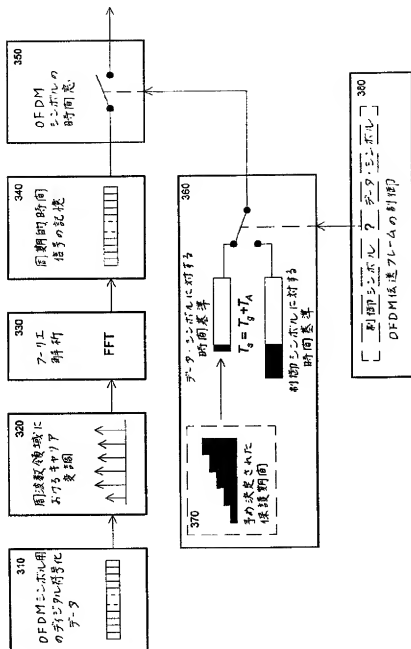 310
OFDMシンボル用
のディジタル符号化
データ
320
周波数領域に
おけるキャリア
変調
330
フーリエ
解析
FFT
340
周期的時間
信号の記憶
350
OFDM
シンボルの
時間窓
360
データ・シンボルに対する
時間基準
Ts = Tg + TA
制御シンボルに対する
時間基準
370
予め決定された
保護期間
380
制御シンボル ? データ・シンボル
OFDM伝送フレームの制御